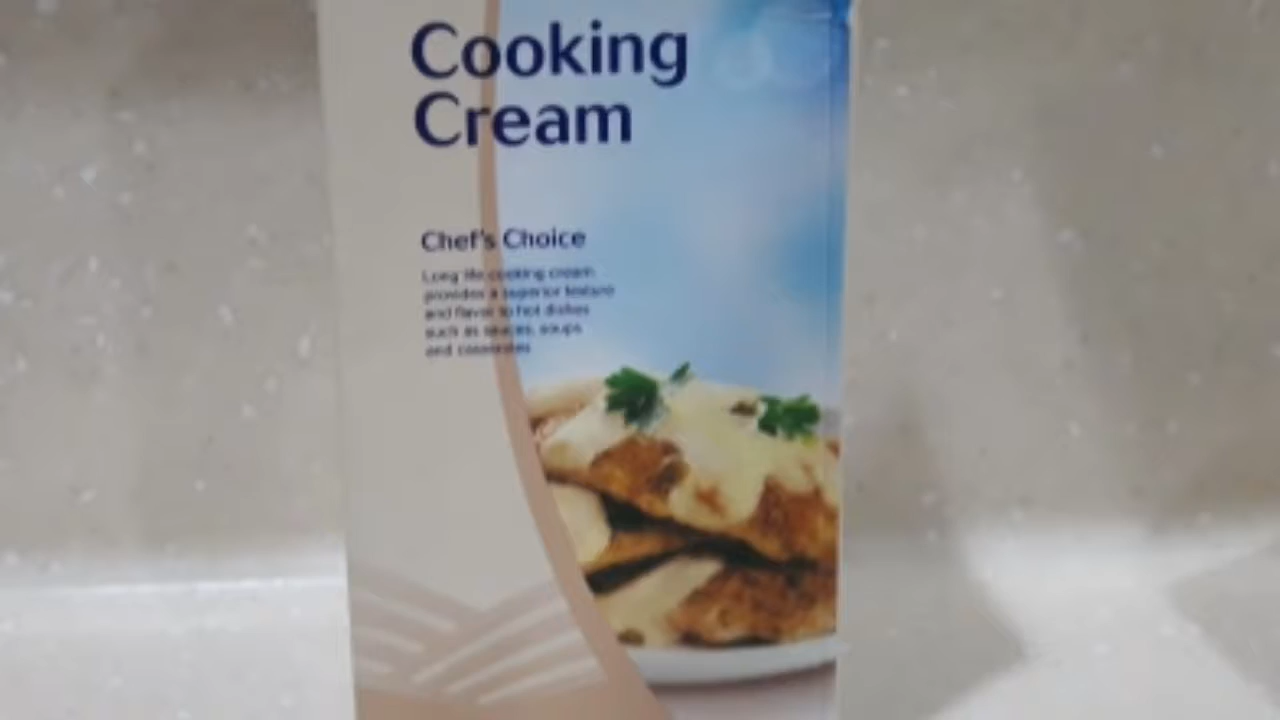 Cooking
Cream
Chef's Choice
Long life cooking cream
provides a superior texture
and flavor to hot dishes
such as sauces, soups
and casseroles